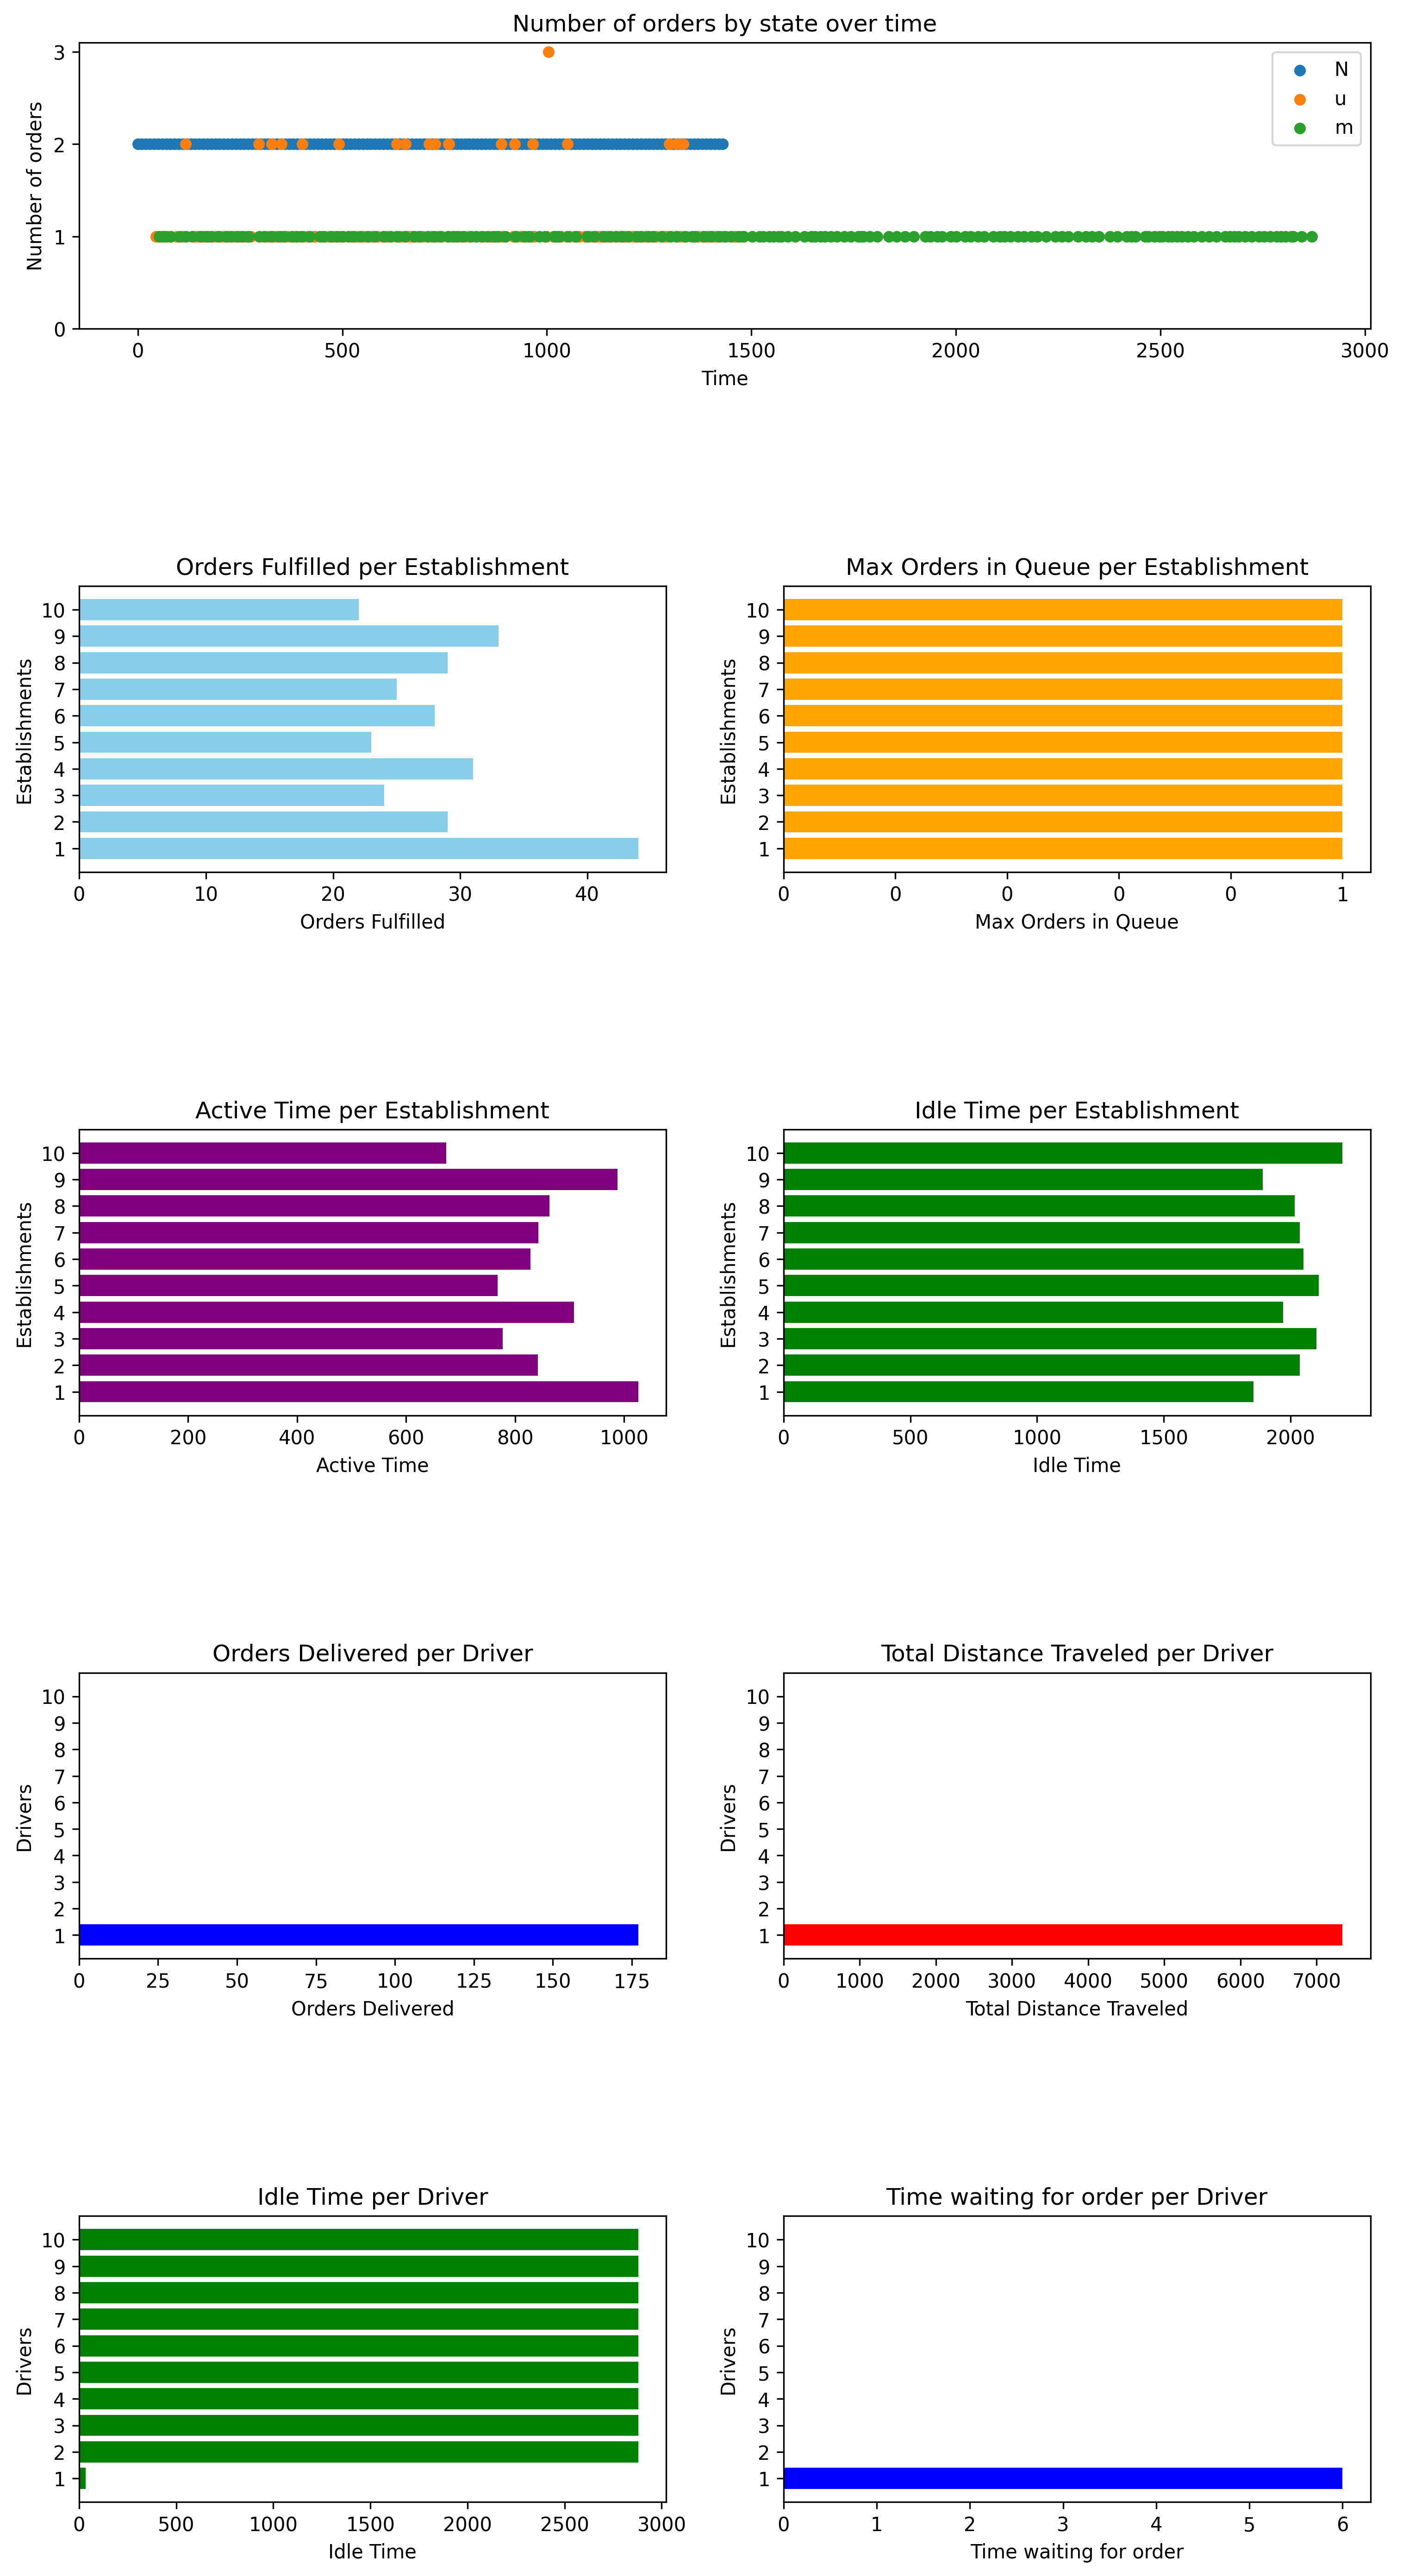 Number of orders by state over time
Number of orders
3
2
1
0
N
u
m
0 500 1000 1500 2000 2500 3000
Time
Orders Fulfilled per Establishment
Establishments
10
9
8
7
6
5
4
3
2
1
0 10 20 30 40
Orders Fulfilled
Max Orders in Queue per Establishment
Establishments
10
9
8
7
6
5
4
3
2
1
0 0 0 0 0 1
Max Orders in Queue
Active Time per Establishment
Establishments
10
9
8
7
6
5
4
3
2
1
0 200 400 600 800 1000
Active Time
Idle Time per Establishment
Establishments
10
9
8
7
6
5
4
3
2
1
0 500 1000 1500 2000
Idle Time
Orders Delivered per Driver
Drivers
10
9
8
7
6
5
4
3
2
1
0 25 50 75 100 125 150 175
Orders Delivered
Total Distance Traveled per Driver
Drivers
10
9
8
7
6
5
4
3
2
1
0 1000 2000 3000 4000 5000 6000 7000
Total Distance Traveled
Idle Time per Driver
Drivers
10
9
8
7
6
5
4
3
2
1
0 500 1000 1500 2000 2500 3000
Idle Time
Time waiting for order per Driver
Drivers
10
9
8
7
6
5
4
3
2
1
0 1 2 3 4 5 6
Time waiting for order